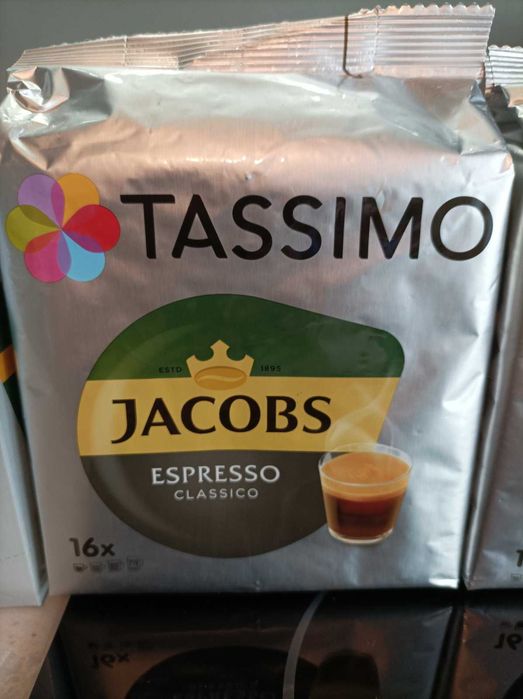 TASSIMO
ESTD 1895
JACOBS
ESPRESSO
CLASSICO
16x